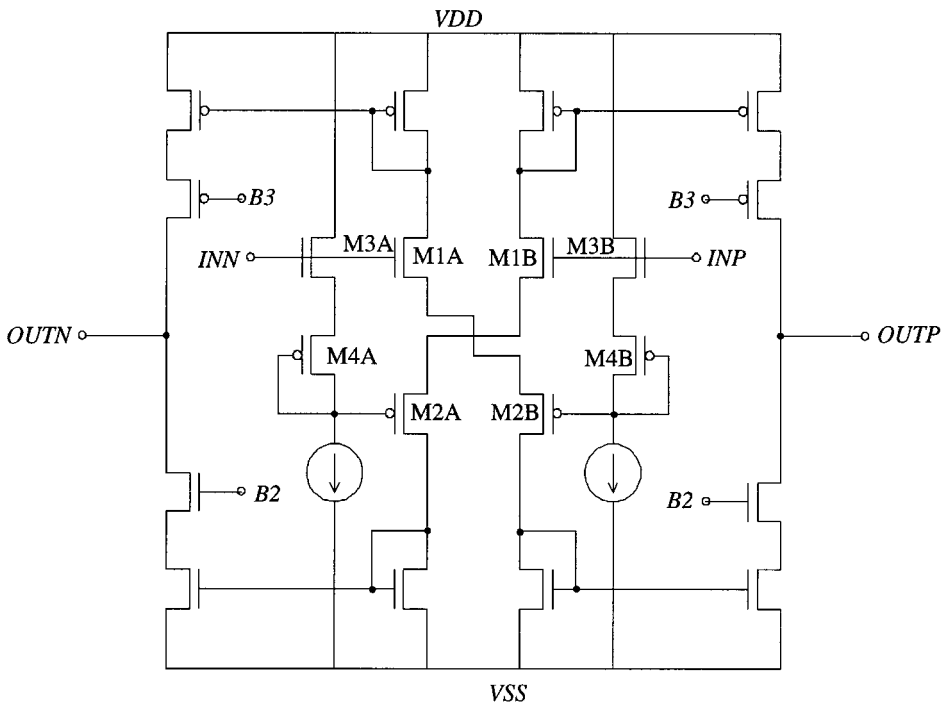 VDD
B3
B3
INN
M3A
M1A
M1B
M3B
INP
OUTN
M4A
M4B
OUTP
M2A
M2B
B2
B2
VSS